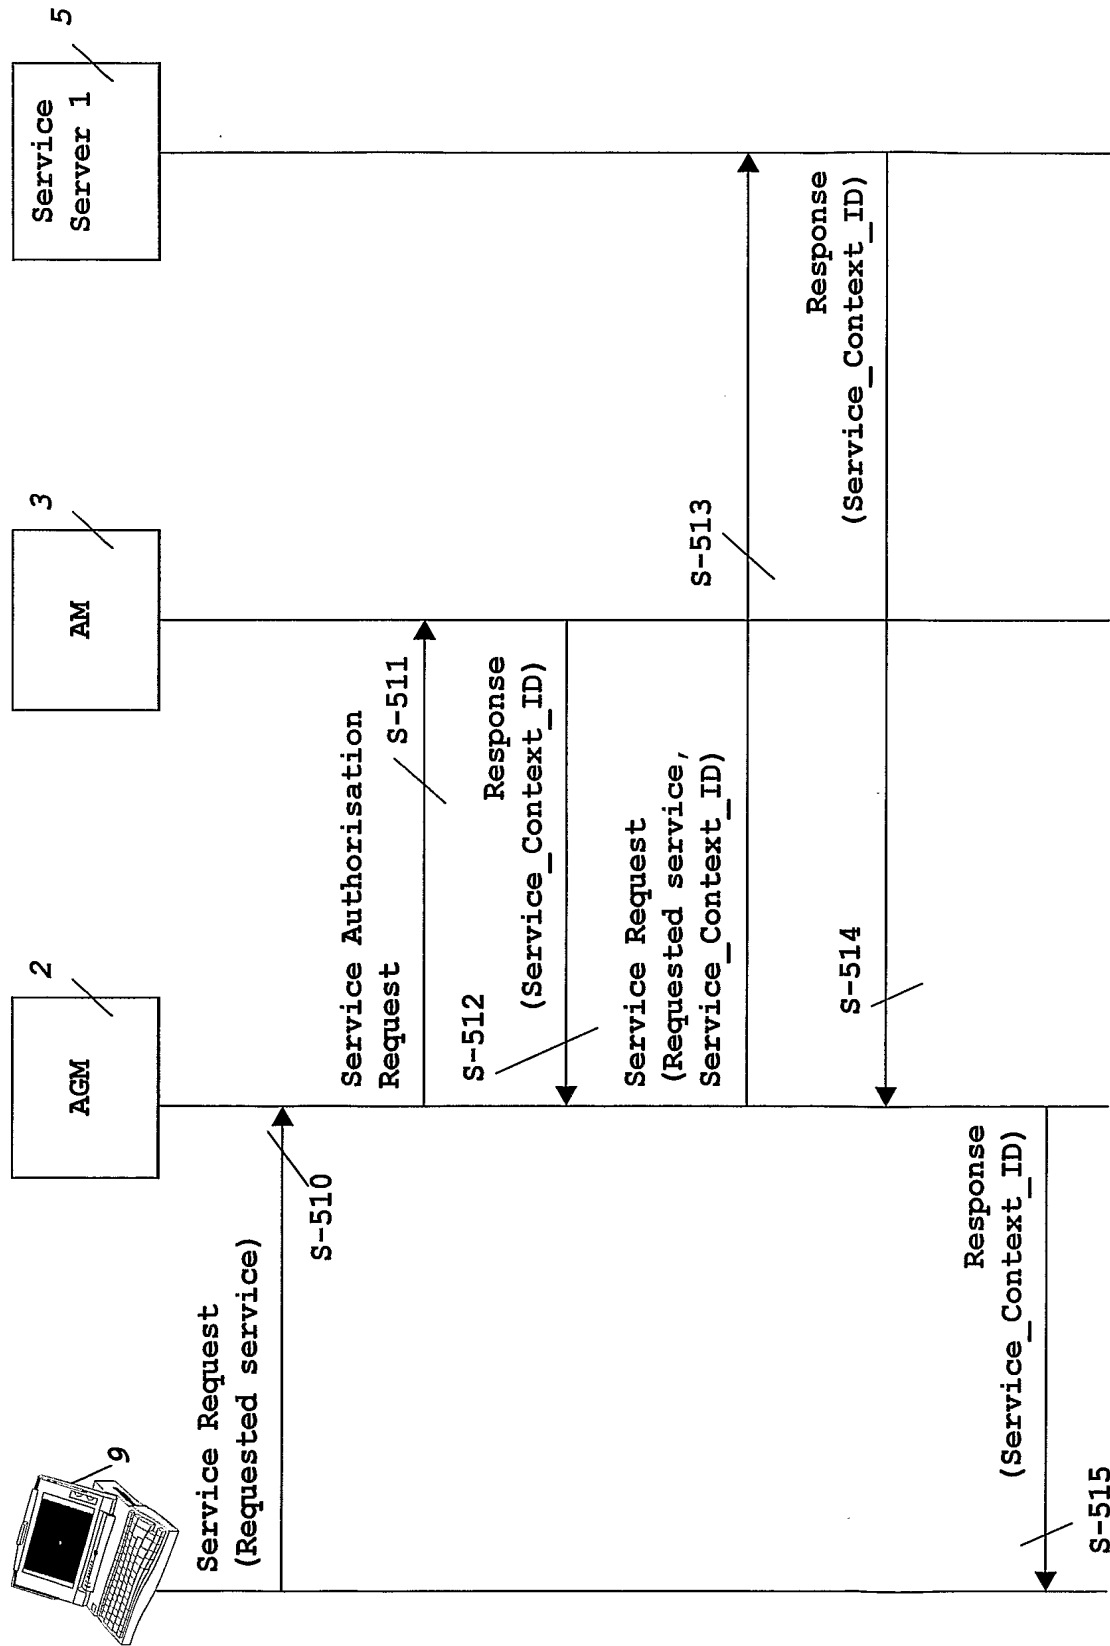 9
AGM
2
AM
3
Service
Server 1
5
Service Request
(Requested service)
S-510
Service Authorisation
Request
S-511
S-512
Response
(Service_Context_ID)
Service Request
(Requested service,
Service_Context_ID)
S-513
S-514
Response
(Service_Context_ID)
Response
(Service_Context_ID)
S-515